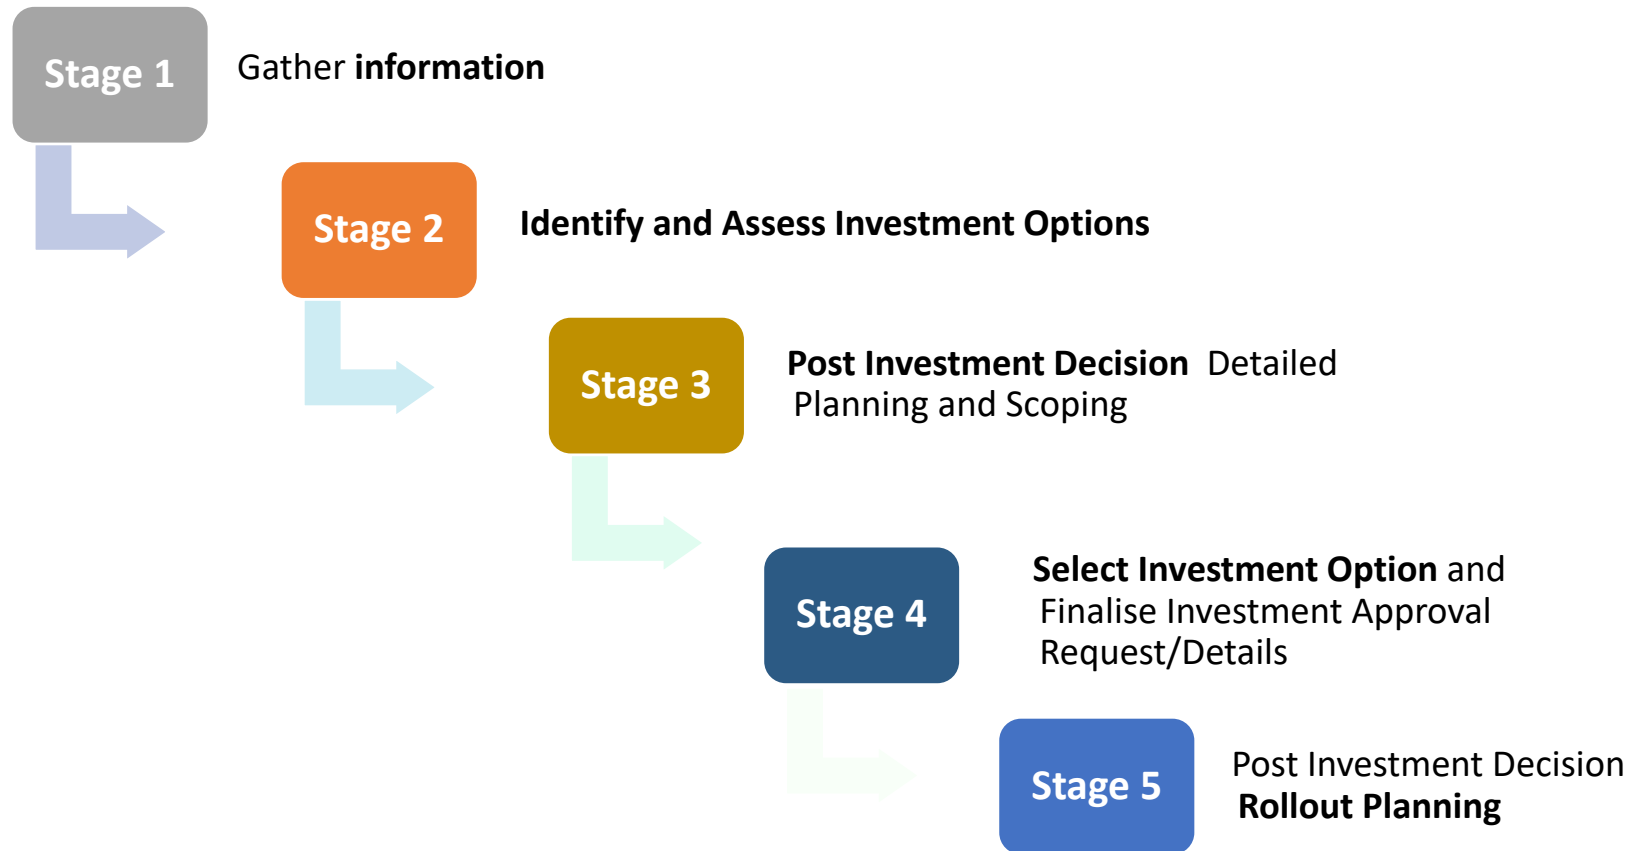 Stage 1
Gather information
Stage 2
Identify and Assess Investment Options
Stage 3
Post Investment Decision Detailed
Planning and Scoping
Stage 4
Select Investment Option and
Finalise Investment Approval
Request/Details
Stage 5
Post Investment Decision
Rollout Planning